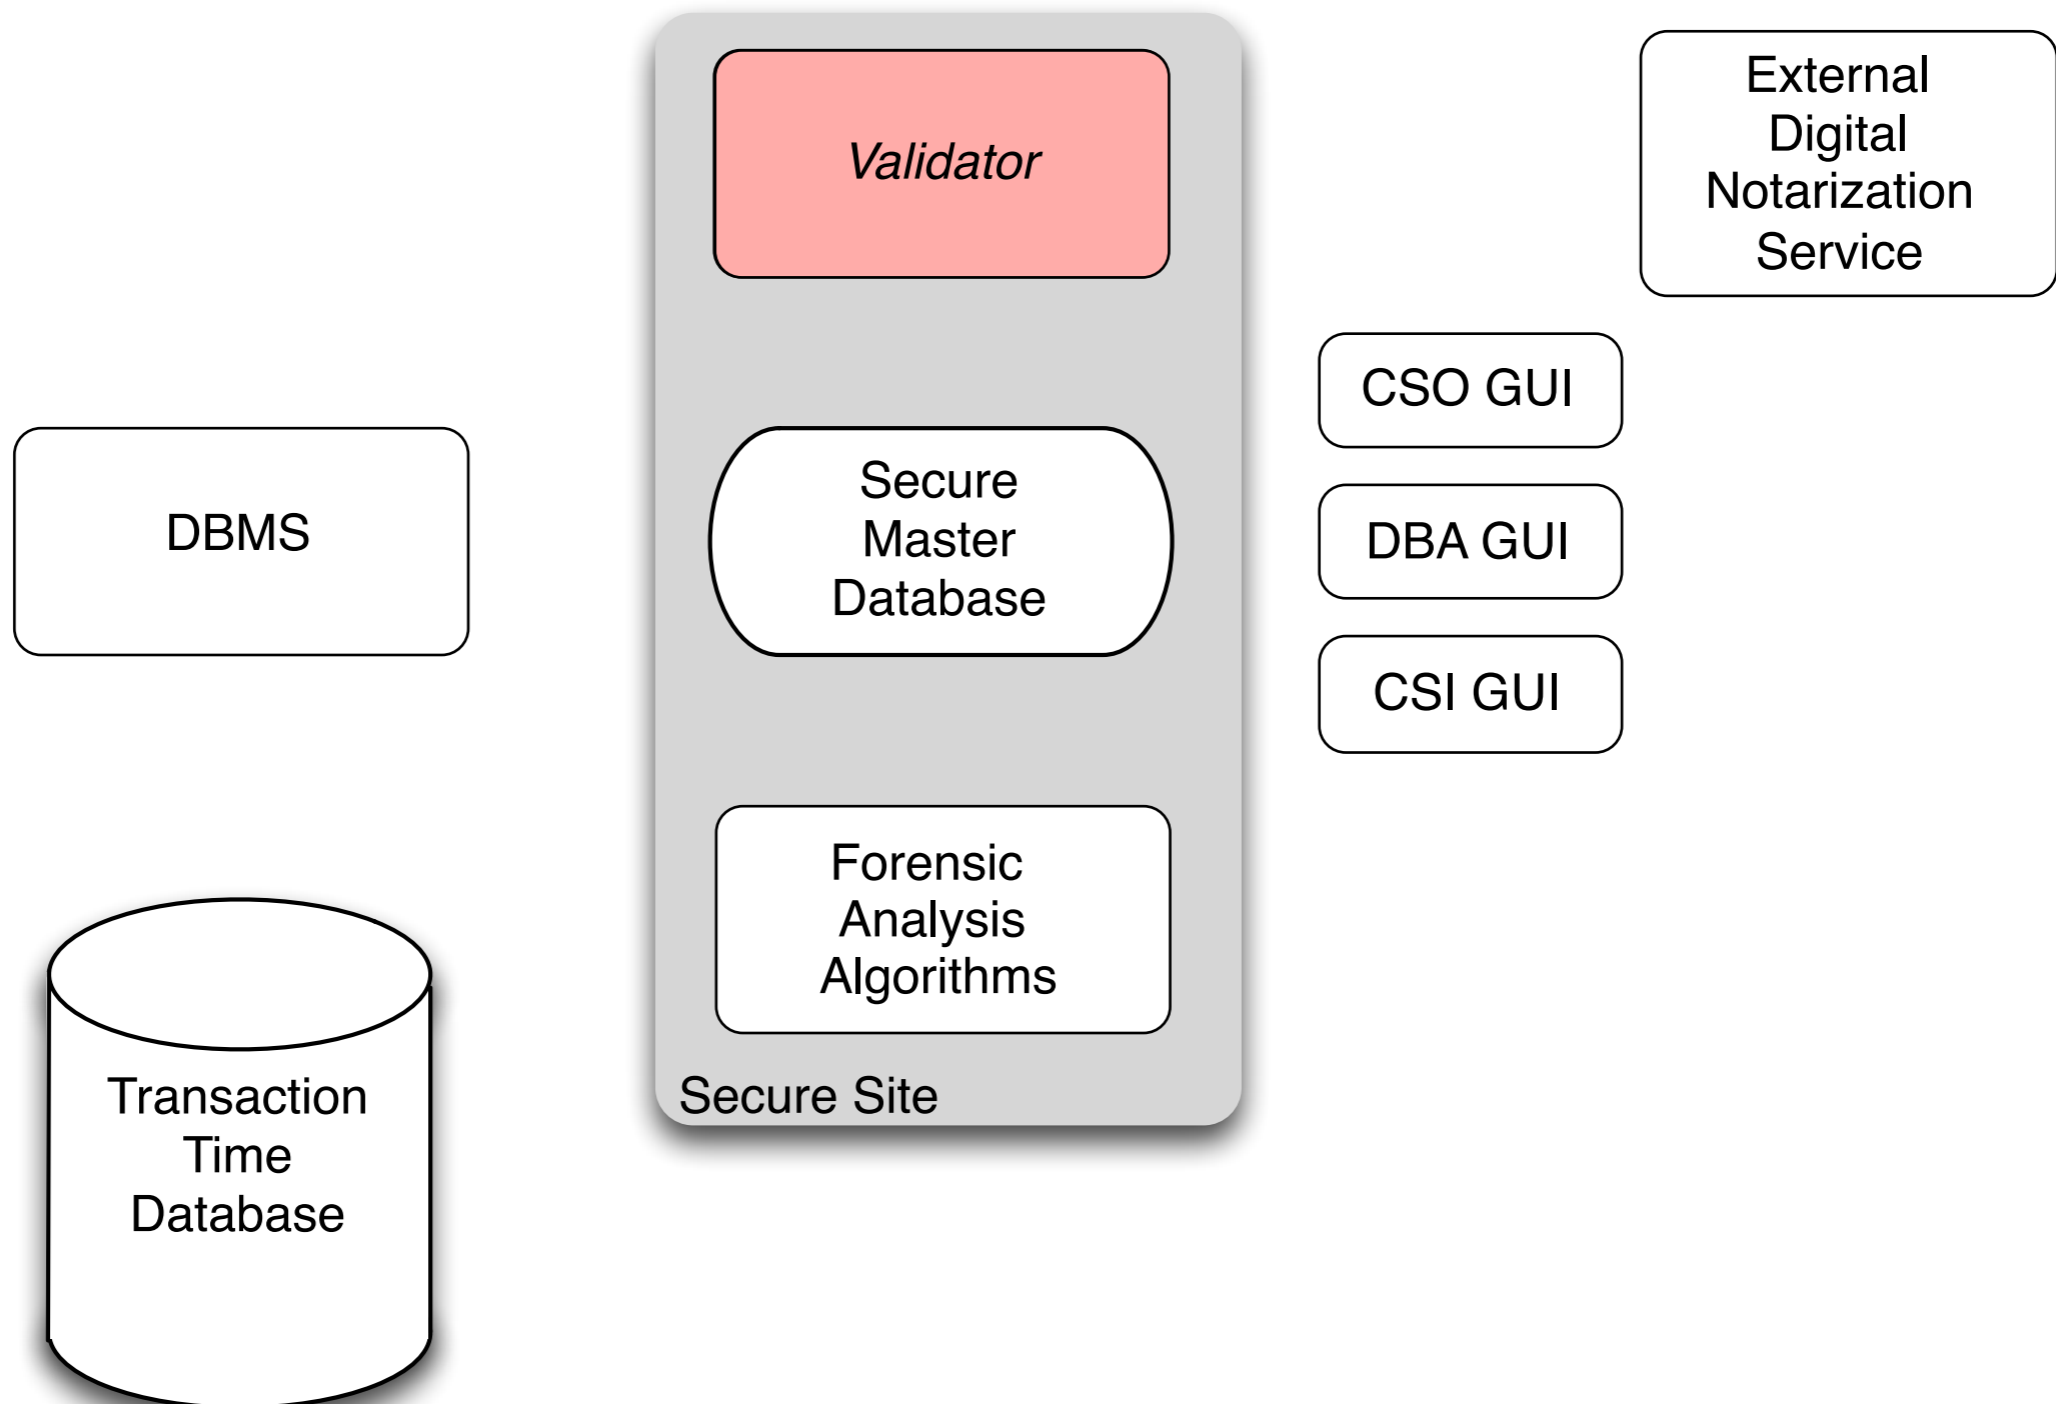 Validator
External
Digital
Notarization
Service
CSO GUI
DBMS
Secure
Master
Database
DBA GUI
CSI GUI
Forensic
Analysis
Algorithms
Secure Site
Transaction
Time
Database